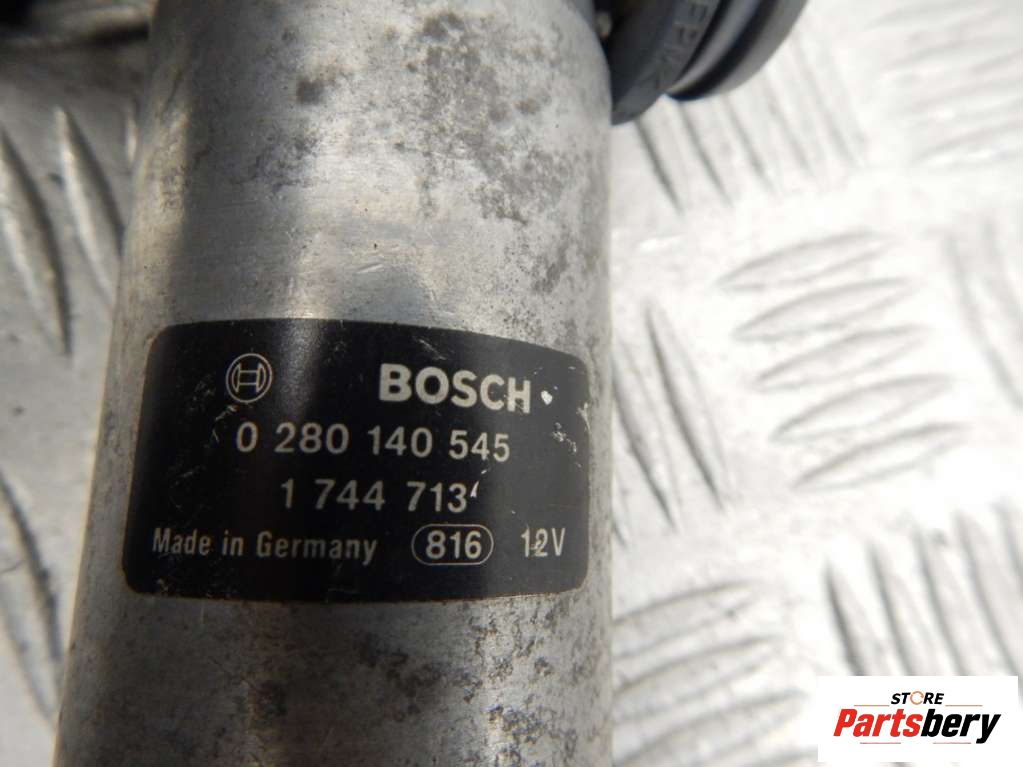 BOSCH
0 280 140 545
1 744 713
Made in Germany 816 12V
STORE
Partsbery